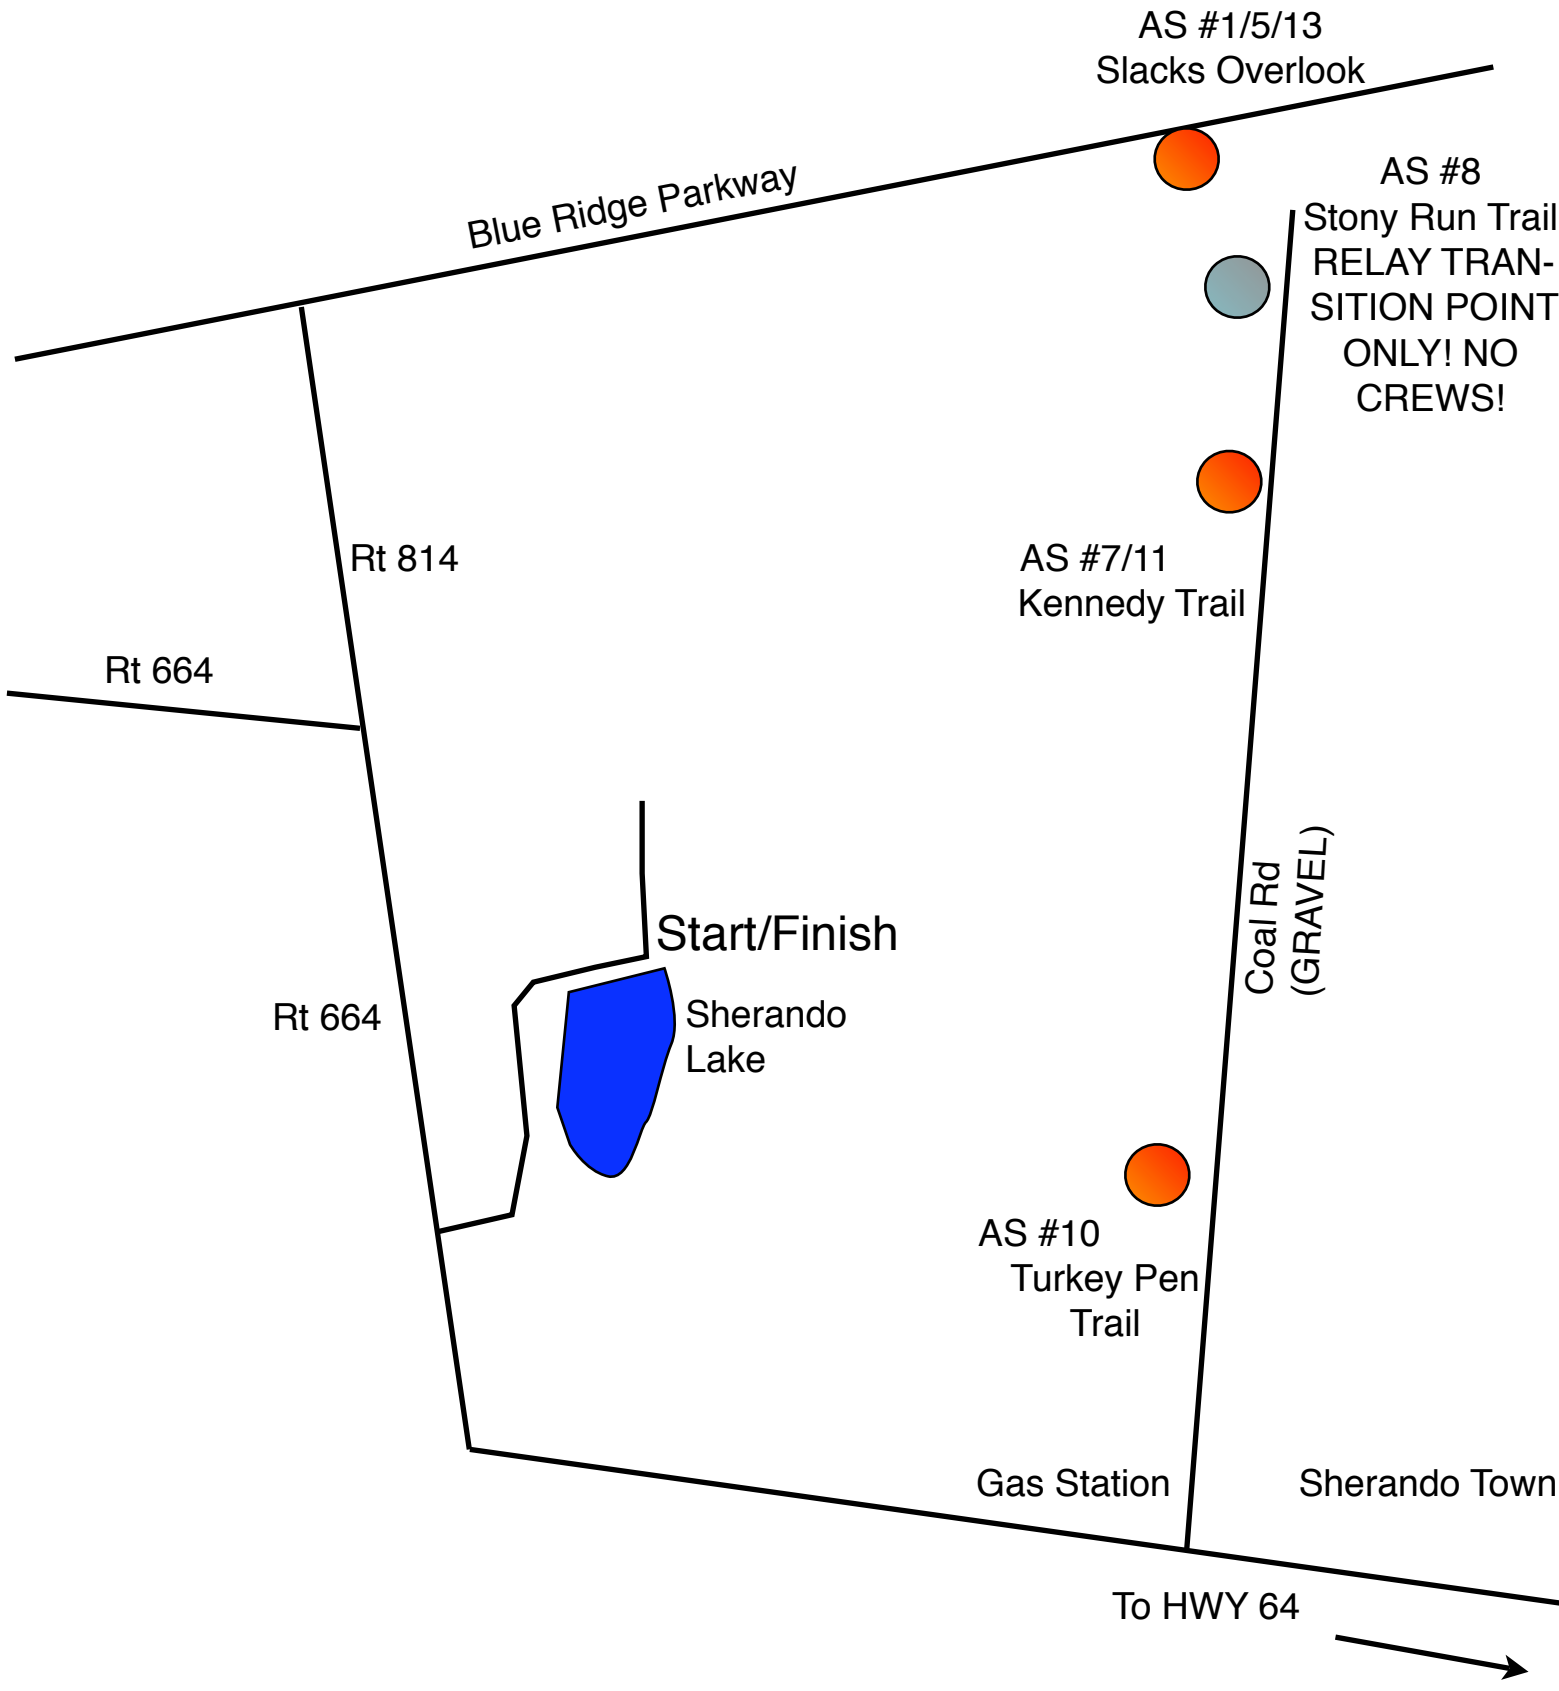 AS #1/5/13
Slacks Overlook
Blue Ridge Parkway
AS #8
Stony Run Trail
RELAY TRAN-
SITION POINT
ONLY! NO
CREWS!
Rt 814
AS #7/11
Kennedy Trail
Rt 664
Coal Rd
(GRAVEL)
Start/Finish
Rt 664
Sherando
Lake
AS #10
Turkey Pen
Trail
Gas Station
Sherando Town
To HWY 64